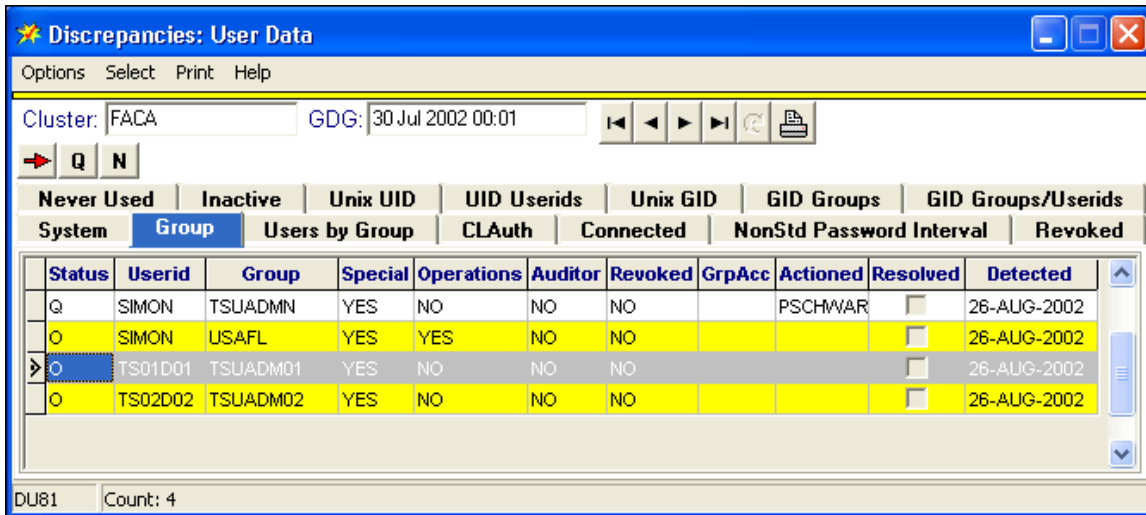 Discrepancies: User Data
Options Select Print Help
Cluster: FACA GDG: 30 Jul 2002 00:01
Q N
Never Used Inactive Unix UID UID Userids Unix GID GID Groups GID Groups/Userids
System Group Users by Group CLAuth Connected NonStd Password Interval Revoked
Status Userid Group Special Operations Auditor Revoked GrpAcc Actioned Resolved Detected
Q SIMON TSUADMN YES NO NO NO PSCHWAR 26-AUG-2002
O SIMON USAFL YES YES NO NO 26-AUG-2002
O TS01D01 TSUADM01 YES NO NO NO 26-AUG-2002
O TS02D02 TSUADM02 YES NO NO NO 26-AUG-2002
DU81 Count: 4